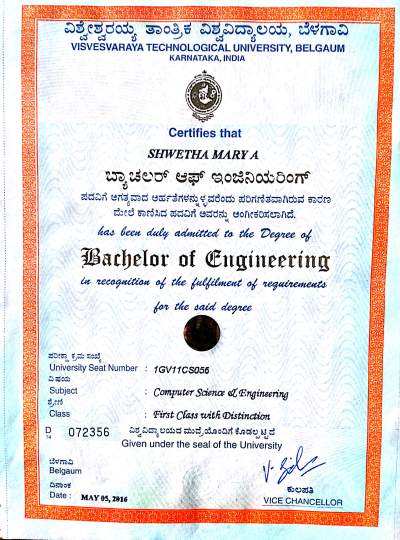 ವಿಶ್ವೇಶ್ವರಯ್ಯ ತಾಂತ್ರಿಕ ವಿಶ್ವವಿದ್ಯಾಲಯ, ಬೆಳಗಾವಿ
VISVESVARAYA TECHNOLOGICAL UNIVERSITY, BELGAUM
KARNATAKA, INDIA
Certifies that
SHWETHA MARY A
ಬ್ಯಾಚಲರ್ ಆಫ್ ಇಂಜಿನಿಯರಿಂಗ್
ಪದವಿಗೆ ಅಗತ್ಯವಾದ ಅರ್ಹತೆಗಳನ್ನುಳ್ಳವರೆಂದು ಪರಿಗಣಿತವಾಗಿರುವ ಕಾರಣ
ಮೇಲೆ ಕಾಣಿಸಿದ ಪದವಿಗೆ ಅವರನ್ನು ಅಂಗೀಕರಿಸಲಾಗಿದೆ.
has been duly admitted to the Degree of
Bachelor of Engineering
in recognition of the fulfilment of requirements
for the said degree
ಪರೀಕ್ಷಾ ಕ್ರಮ ಸಂಖ್ಯೆ
University Seat Number : 1GV11CS056
ವಿಷಯ
Subject : Computer Science & Engineering
ಶ್ರೇಣಿ
Class : First Class with Distinction
D 14 072356 ವಿಶ್ವವಿದ್ಯಾಲಯದ ಮುದ್ರೆಯೊಂದಿಗೆ ಕೊಡಲ್ಪಟ್ಟಿದೆ
Given under the seal of the University
ಬೆಳಗಾವಿ
Belgaum
ದಿನಾಂಕ
Date : MAY 05, 2016
ಕುಲಪತಿ
VICE CHANCELLOR